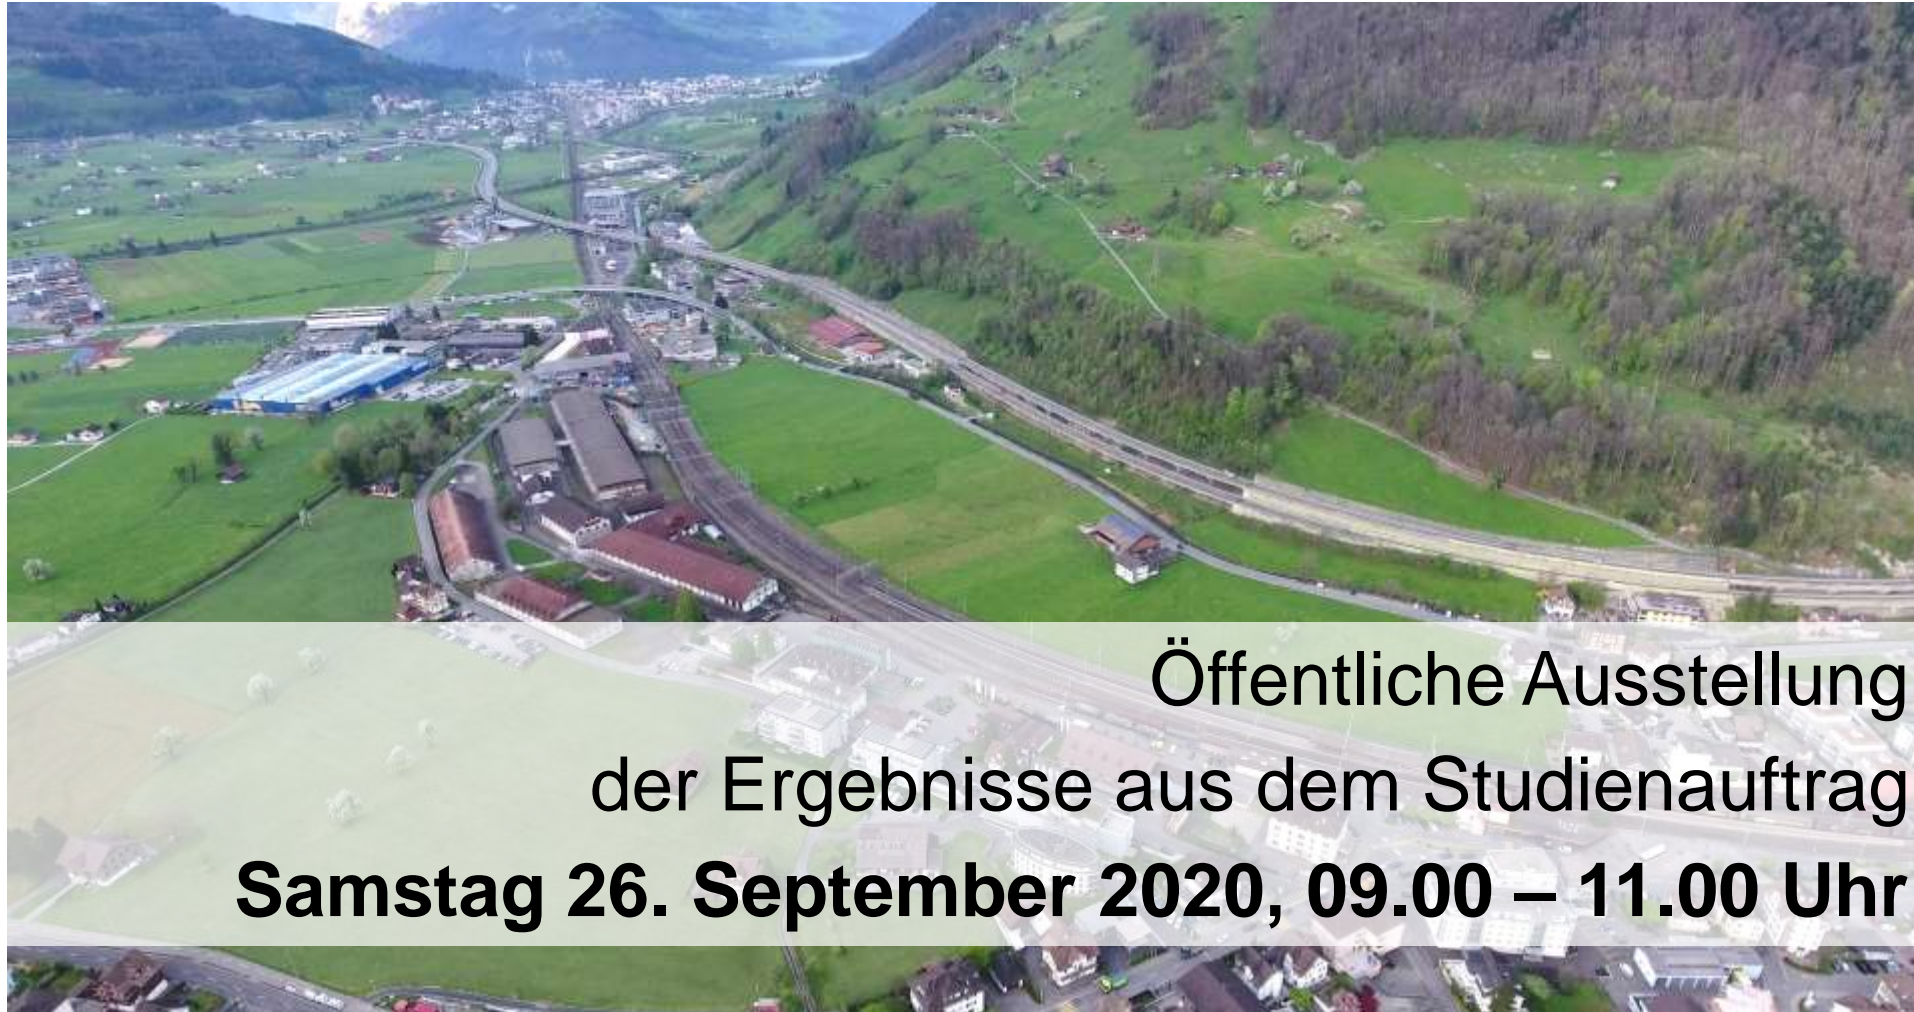 Öffentliche Ausstellung
der Ergebnisse aus dem Studienauftrag
Samstag 26. September 2020, 09.00 – 11.00 Uhr